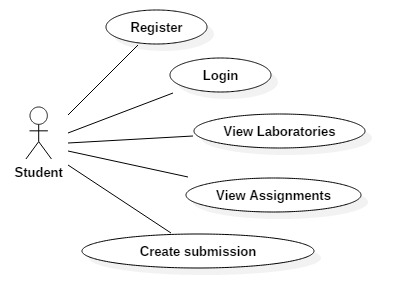 Register
Login
View Laboratories
Student
View Assignments
Create submission